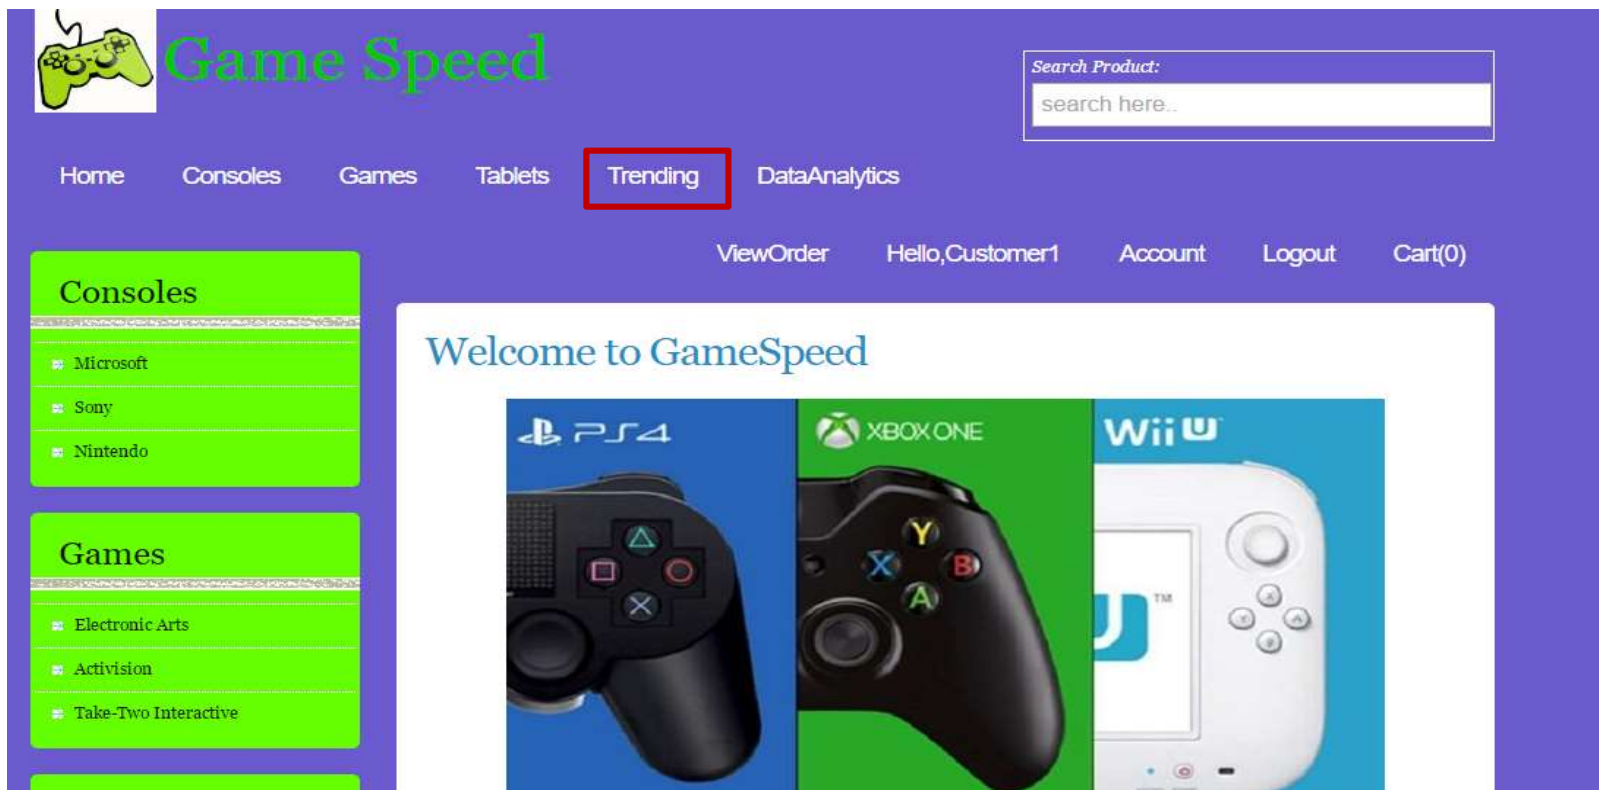 Game Speed
Search Product:
search here..
Home Consoles Games Tablets Trending DataAnalytics
ViewOrder Hello,Customer1 Account Logout Cart(0)
Consoles
Microsoft
Sony
Nintendo
Games
Electronic Arts
Activision
Take-Two Interactive
Welcome to GameSpeed
PS4 XBOX ONE Wii U
Y
X B
A
U TM